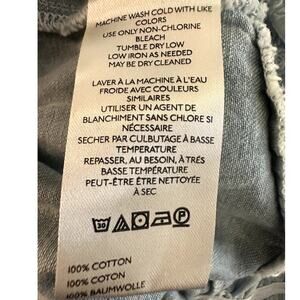 MACHINE WASH COLD WITH LIKE
COLORS
USE ONLY NON-CHLORINE
BLEACH
TUMBLE DRY LOW
LOW IRON AS NEEDED
MAY BE DRY CLEANED
LAVER À LA MACHINE À L'EAU
FROIDE AVEC COULEURS
SIMILAIRES
UTILISER UN AGENT DE
BLANCHIMENT SANS CHLORE SI
NÉCESSAIRE
SECHER PAR CULBUTAGE À BASSE
TEMPERATURE
REPASSER, AU BESOIN, À TRÉS
BASSE TEMPÉRATURE
PEUT-ÊTRE ÊTRE NETTOYÉE
À SEC
30 P
100% COTTON
100% COTON
100% BAUMWOLLE